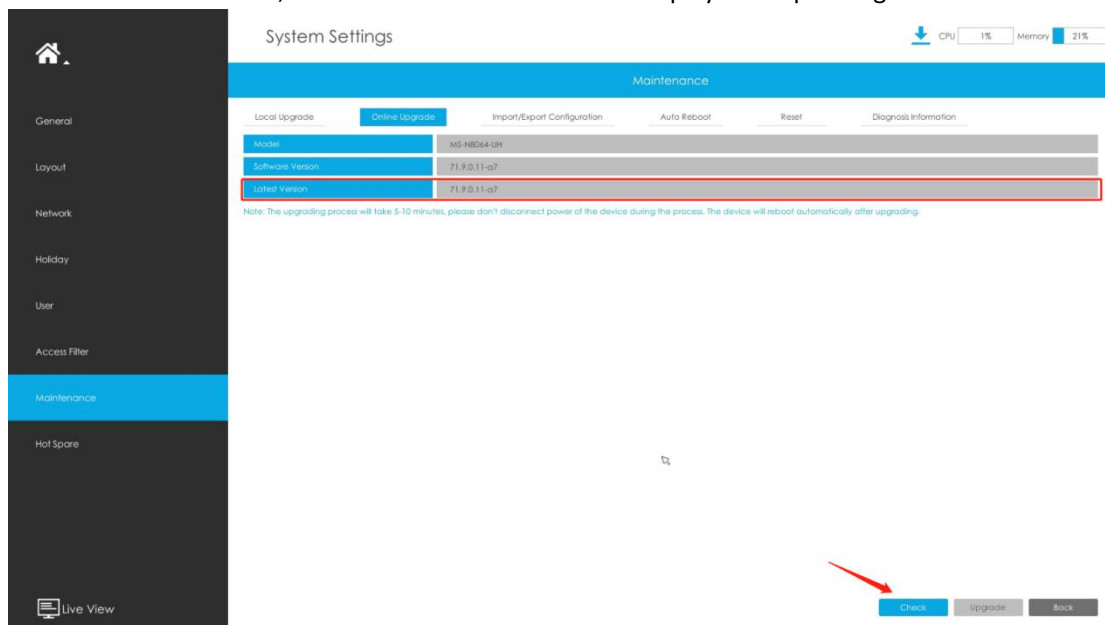 System Settings
CPU 1% Memory 21%
Maintenance
General
Layout
Network
Holiday
User
Access Filter
Maintenance
Hot Spare
Live View
Local Upgrade Online Upgrade Import/Export Configuration Auto Reboot Reset Diagnosis Information
Model MS-N8064-UH
Software Version 71.9.0.11-a7
Latest Version 71.9.0.11-a7
Note: The upgrading process will take 5-10 minutes, please don't disconnect power of the device during the process. The device will reboot automatically after upgrading.
Check Upgrade Back